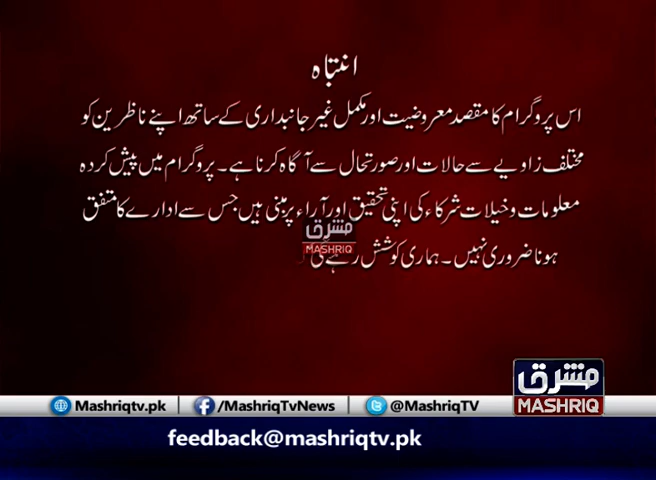 انتباہ
اس پروگرام کا مقصد معروضیت اور مکمل غیر جانبداری کے ساتھ اپنے ناظرین کو
مختلف زاویے سے حالات اور صورتحال سے آگاہ کرنا ہے۔ پروگرام میں پیش کردہ
معلومات و خیلات شرکاء کی اپنی تحقیق اور آراء پر مبنی ہیں جس سے ادارے کا متفق
ہونا ضروری نہیں۔ ہماری کوشش رہے گی
مشرق
MASHRIQ
مشرق
MASHRIQ
Mashriqtv.pk
/MashriqTvNews
@MashriqTV
feedback@mashriqtv.pk